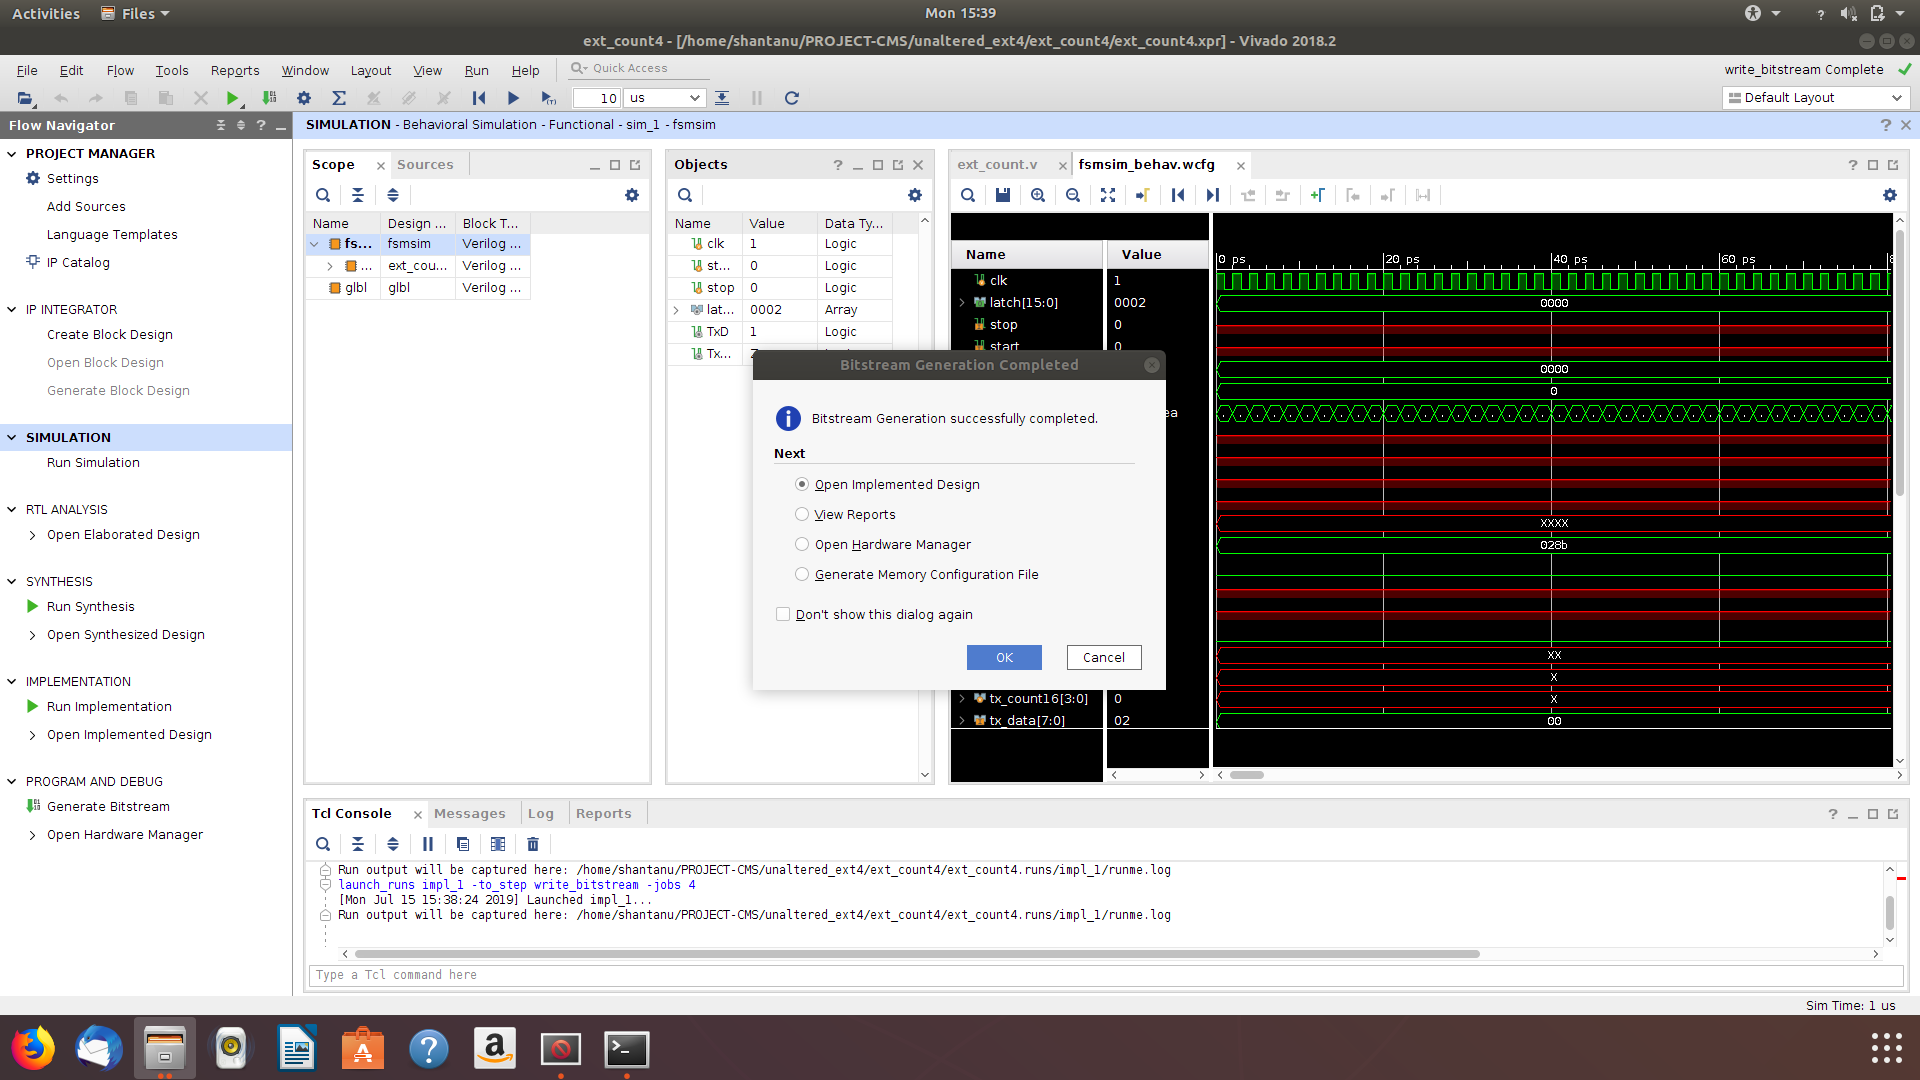 Activities Files Mon 15:39 ?
ext_count4 - [/home/shantanu/PROJECT-CMS/unaltered_ext4/ext_count4/ext_count4.xpr] - Vivado 2018.2
File Edit Flow Tools Reports Window Layout View Run Help Quick Access write_bitstream Complete
10 us Default Layout
Flow Navigator
SIMULATION - Behavioral Simulation - Functional - sim_1 - fsmsim
PROJECT MANAGER
Settings
Add Sources
Language Templates
IP Catalog
IP INTEGRATOR
Create Block Design
Open Block Design
Generate Block Design
SIMULATION
Run Simulation
RTL ANALYSIS
Open Elaborated Design
SYNTHESIS
Run Synthesis
Open Synthesized Design
IMPLEMENTATION
Run Implementation
Open Implemented Design
PROGRAM AND DEBUG
Generate Bitstream
Open Hardware Manager
Scope Sources
Name Design ... Block T...
fs... fsmsim Verilog ...
... ext_cou... Verilog ...
glbl glbl Verilog ...
Objects
Name Value Data Ty...
clk 1 Logic
st... 0 Logic
stop 0 Logic
lat... 0002 Array
TxD 1 Logic
Tx...
ext_count.v fsmsim_behav.wcfg
Name Value
clk 1
latch[15:0] 0002
stop 0
start 0
ea
tx_count16[3:0] 0
tx_data[7:0] 02
0 ps 20 ps 40 ps 60 ps 8
0000
0000
0
XXXX
028b
XX
X
X
00
Bitstream Generation Completed
Bitstream Generation successfully completed.
Next
Open Implemented Design
View Reports
Open Hardware Manager
Generate Memory Configuration File
Don't show this dialog again
OK Cancel
Tcl Console Messages Log Reports
Run output will be captured here: /home/shantanu/PROJECT-CMS/unaltered_ext4/ext_count4/ext_count4.runs/impl_1/runme.log
launch_runs impl_1 -to_step write_bitstream -jobs 4
[Mon Jul 15 15:38:24 2019] Launched impl_1...
Run output will be captured here: /home/shantanu/PROJECT-CMS/unaltered_ext4/ext_count4/ext_count4.runs/impl_1/runme.log
Type a Tcl command here
Sim Time: 1 us